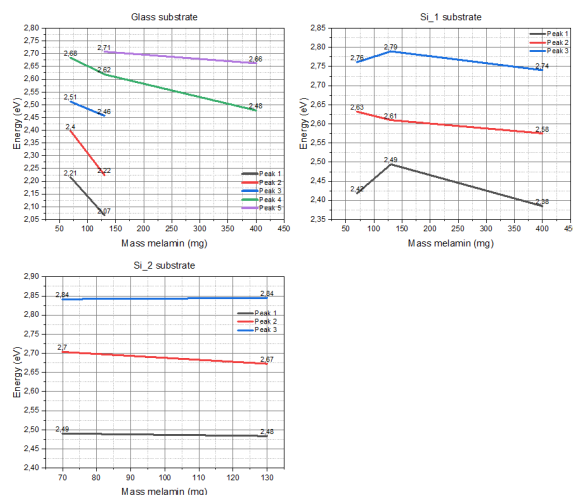 Glass substrate
2,80
2,75
2,70
2,65
2,60
2,55
2,50
2,45
2,40
2,35
2,30
2,25
2,20
2,15
2,10
2,05
Energy (eV)
2,71
2,68
2,66
2,62
2,51
2,48
2,46
2,4
2,22
2,21
2,07
Peak 1
Peak 2
Peak 3
Peak 4
Peak 5
50 100 150 200 250 300 350 400 450
Mass melamin (mg)
Si_1 substrate
2,85
2,80
2,75
2,70
2,65
2,60
2,55
2,50
2,45
2,40
2,35
Energy (eV)
Peak 1
Peak 2
Peak 3
2,79
2,76
2,74
2,63
2,61
2,58
2,49
2,42
2,38
50 100 150 200 250 300 350 400 450
Mass melamin (mg)
Si_2 substrate
2,90
2,85
2,80
2,75
2,70
2,65
2,60
2,55
2,50
2,45
2,40
Energy (eV)
2,84
2,84
Peak 1
Peak 2
Peak 3
2,7
2,67
2,49
2,48
70 80 90 100 110 120 130
Mass melamin (mg)